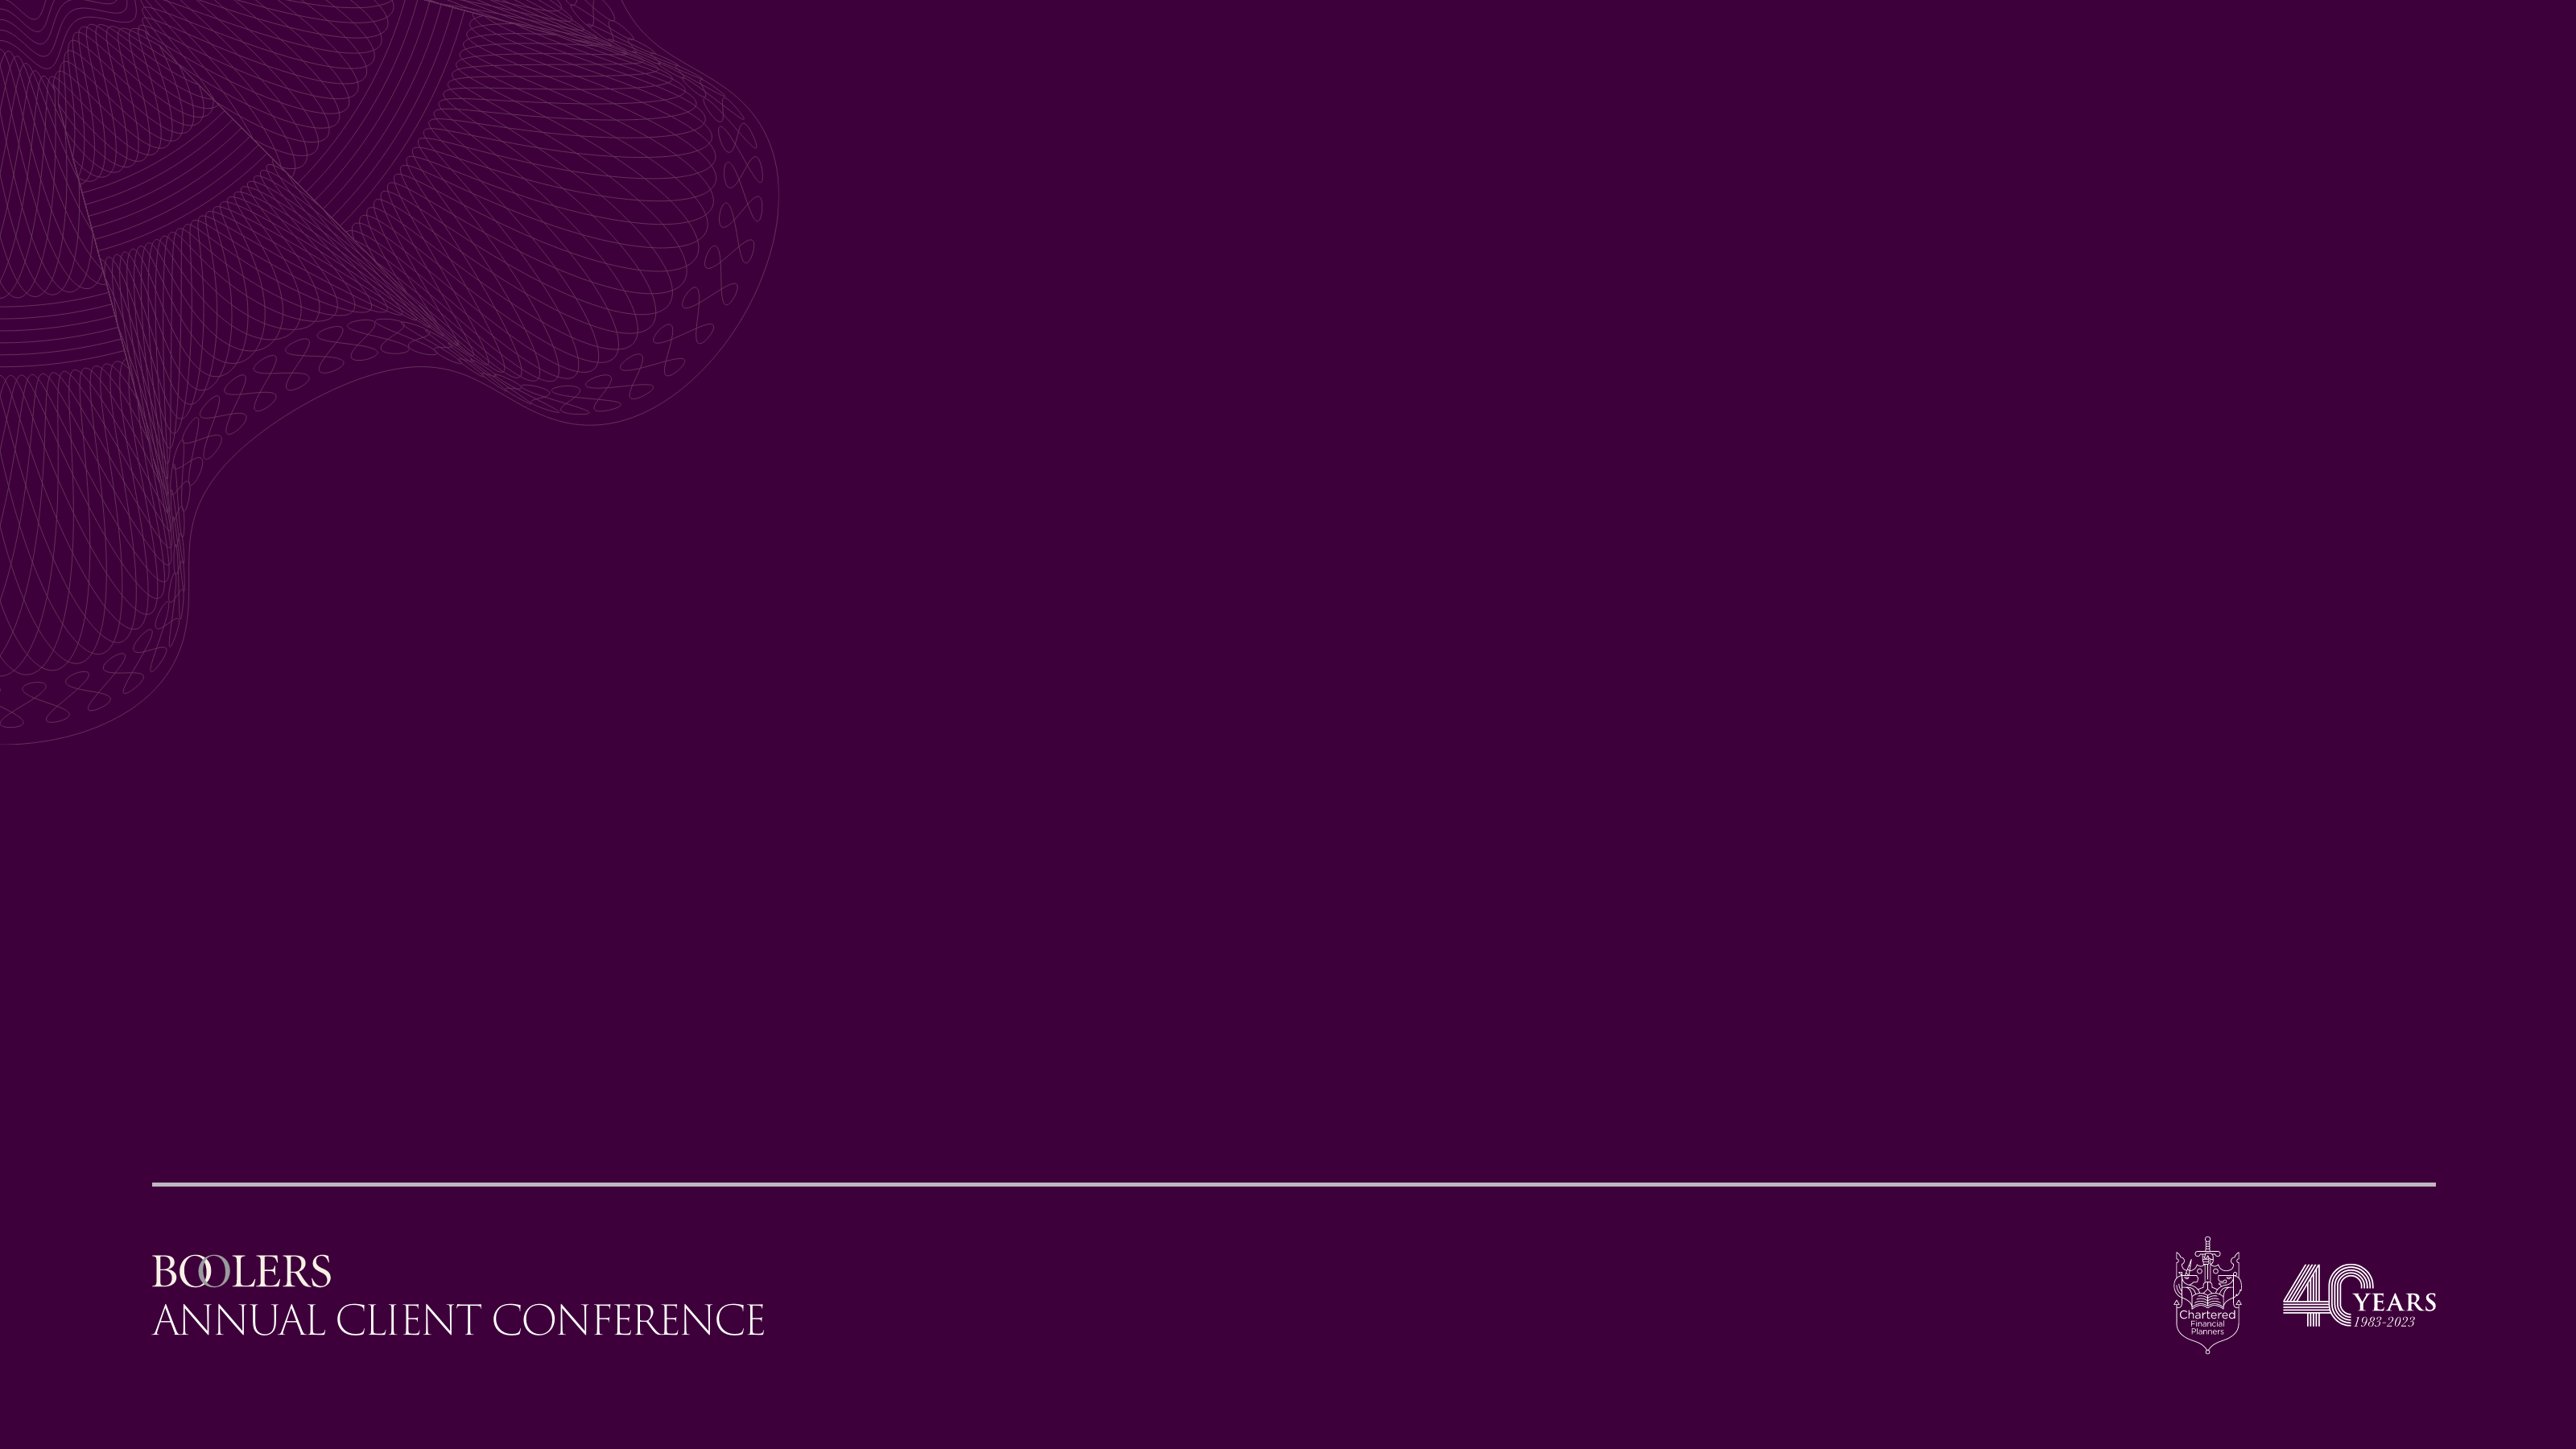 BOOLERS
ANNUAL CLIENT CONFERENCE
Chartered
Financial
Planners
40 YEARS
1983-2023